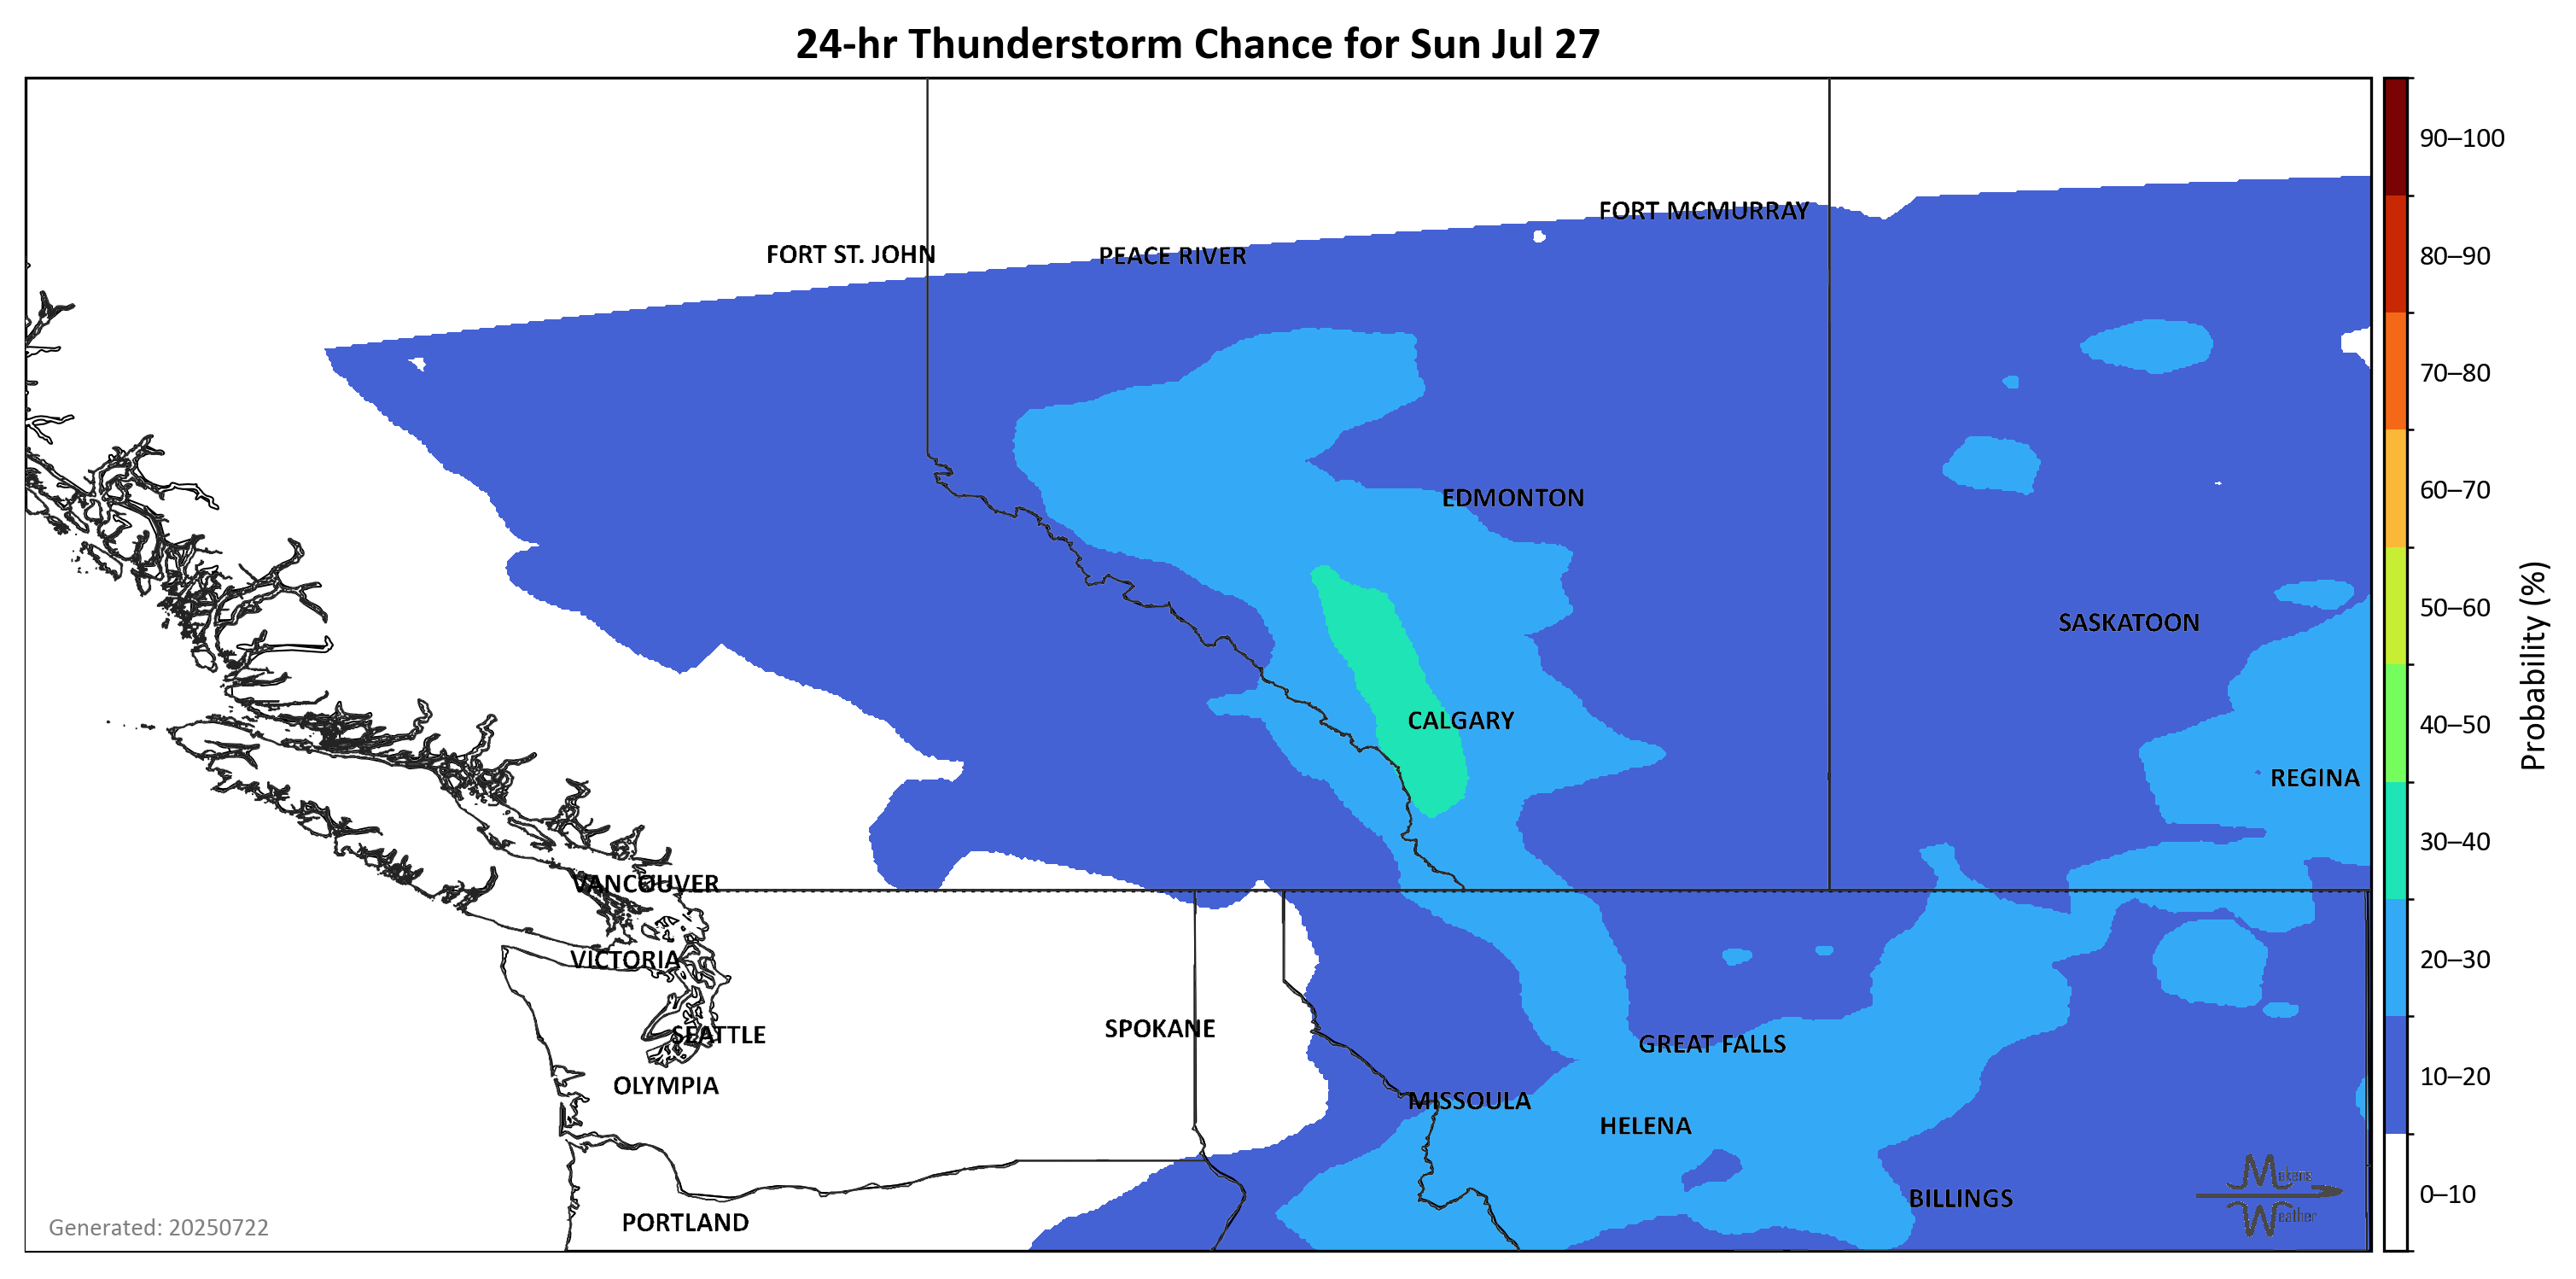 24-hr Thunderstorm Chance for Sun Jul 27
90–100
FORT MCMURRAY
FORT ST. JOHN
PEACE RIVER
80–90
70–80
60–70
EDMONTON
50–60
SASKATOON
Probability (%)
CALGARY
40–50
REGINA
30–40
VANCOUVER
VICTORIA
20–30
SPOKANE
SEATTLE
GREAT FALLS
10–20
OLYMPIA
MISSOULA
HELENA
Mekens
Weather
0–10
BILLINGS
PORTLAND
Generated: 20250722